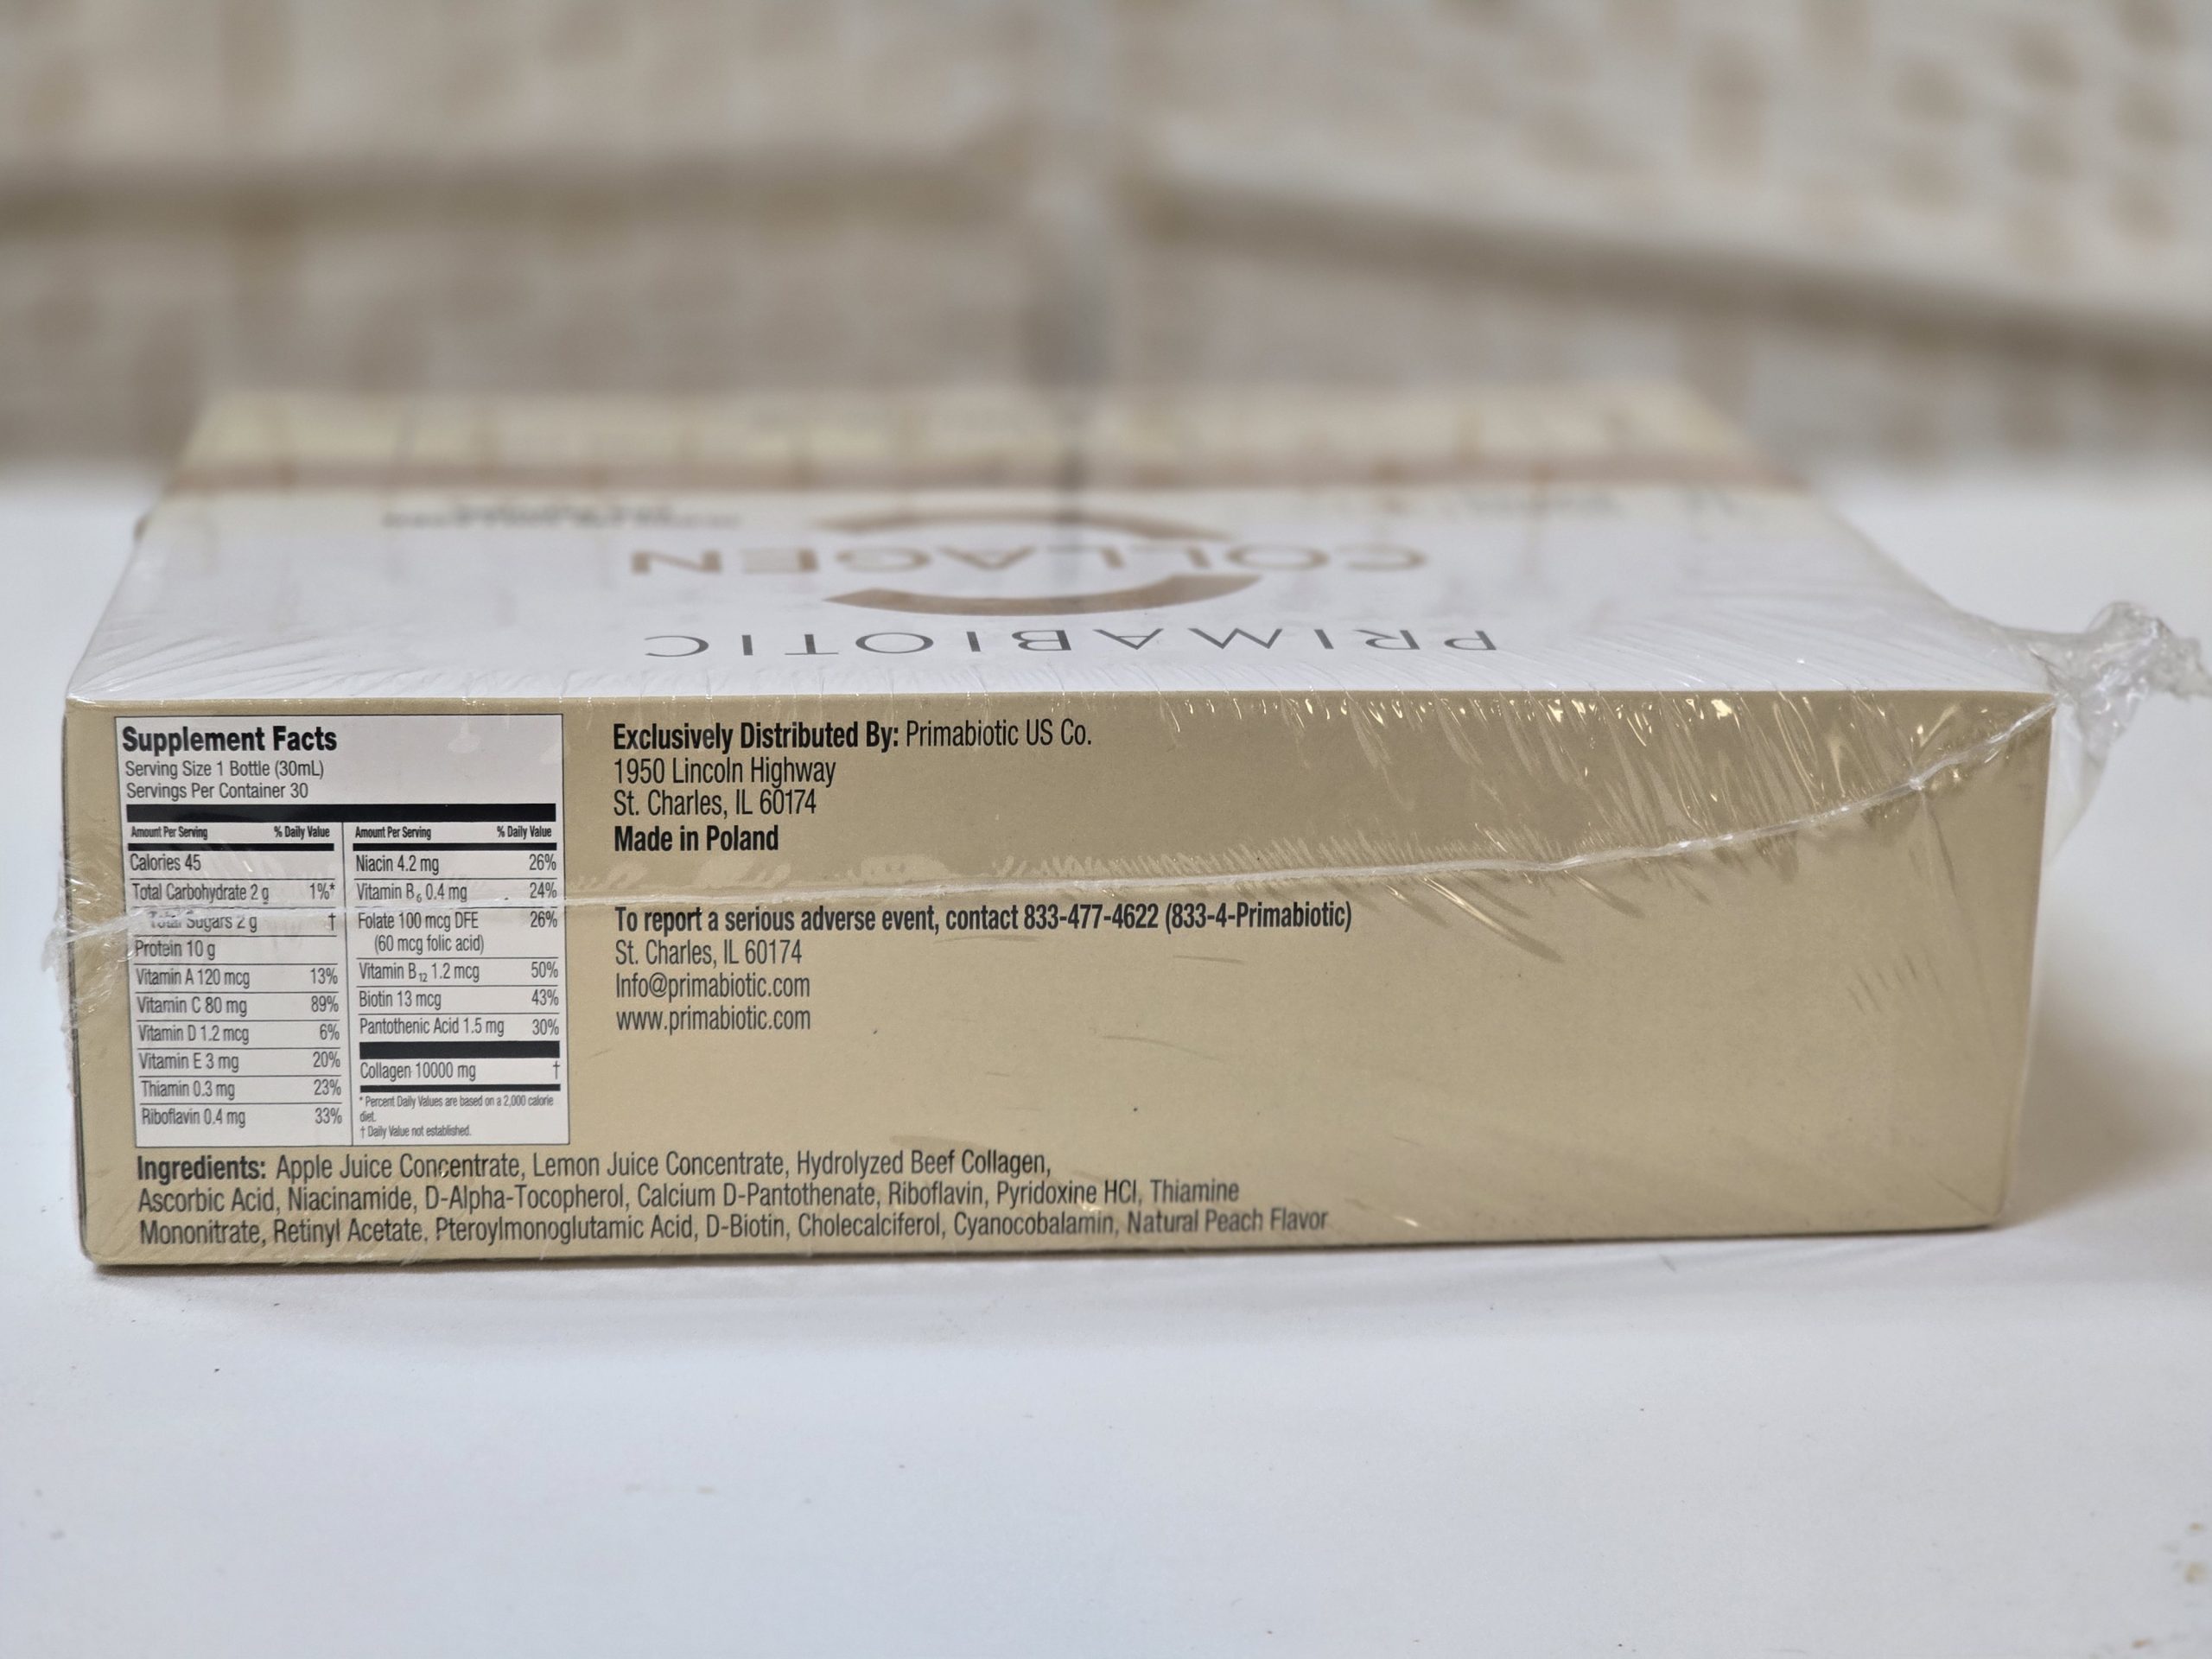 COLLAGEN
PRIMABIOTIC
Supplement Facts
Serving Size 1 Bottle (30mL)
Servings Per Container 30
Amount Per Serving % Daily Value
Calories 45
Total Carbohydrate 2 g 1%*
Total Sugars 2 g †
Protein 10 g
Vitamin A 120 mcg 13%
Vitamin C 80 mg 89%
Vitamin D 1.2 mcg 6%
Vitamin E 3 mg 20%
Thiamin 0.3 mg 23%
Riboflavin 0.4 mg 33%
Amount Per Serving % Daily Value
Niacin 4.2 mg 26%
Vitamin B₆ 0.4 mg 24%
Folate 100 mcg DFE 26%
(60 mcg folic acid)
Vitamin B₁₂ 1.2 mcg 50%
Biotin 13 mcg 43%
Pantothenic Acid 1.5 mg 30%
Collagen 10000 mg †
* Percent Daily Values are based on a 2,000 calorie
diet.
† Daily Value not established.
Exclusively Distributed By: Primabiotic US Co.
1950 Lincoln Highway
St. Charles, IL 60174
Made in Poland
To report a serious adverse event, contact 833-477-4622 (833-4-Primabiotic)
St. Charles, IL 60174
Info@primabiotic.com
www.primabiotic.com
Ingredients: Apple Juice Concentrate, Lemon Juice Concentrate, Hydrolyzed Beef Collagen,
Ascorbic Acid, Niacinamide, D-Alpha-Tocopherol, Calcium D-Pantothenate, Riboflavin, Pyridoxine HCl, Thiamine
Mononitrate, Retinyl Acetate, Pteroylmonoglutamic Acid, D-Biotin, Cholecalciferol, Cyanocobalamin, Natural Peach Flavor